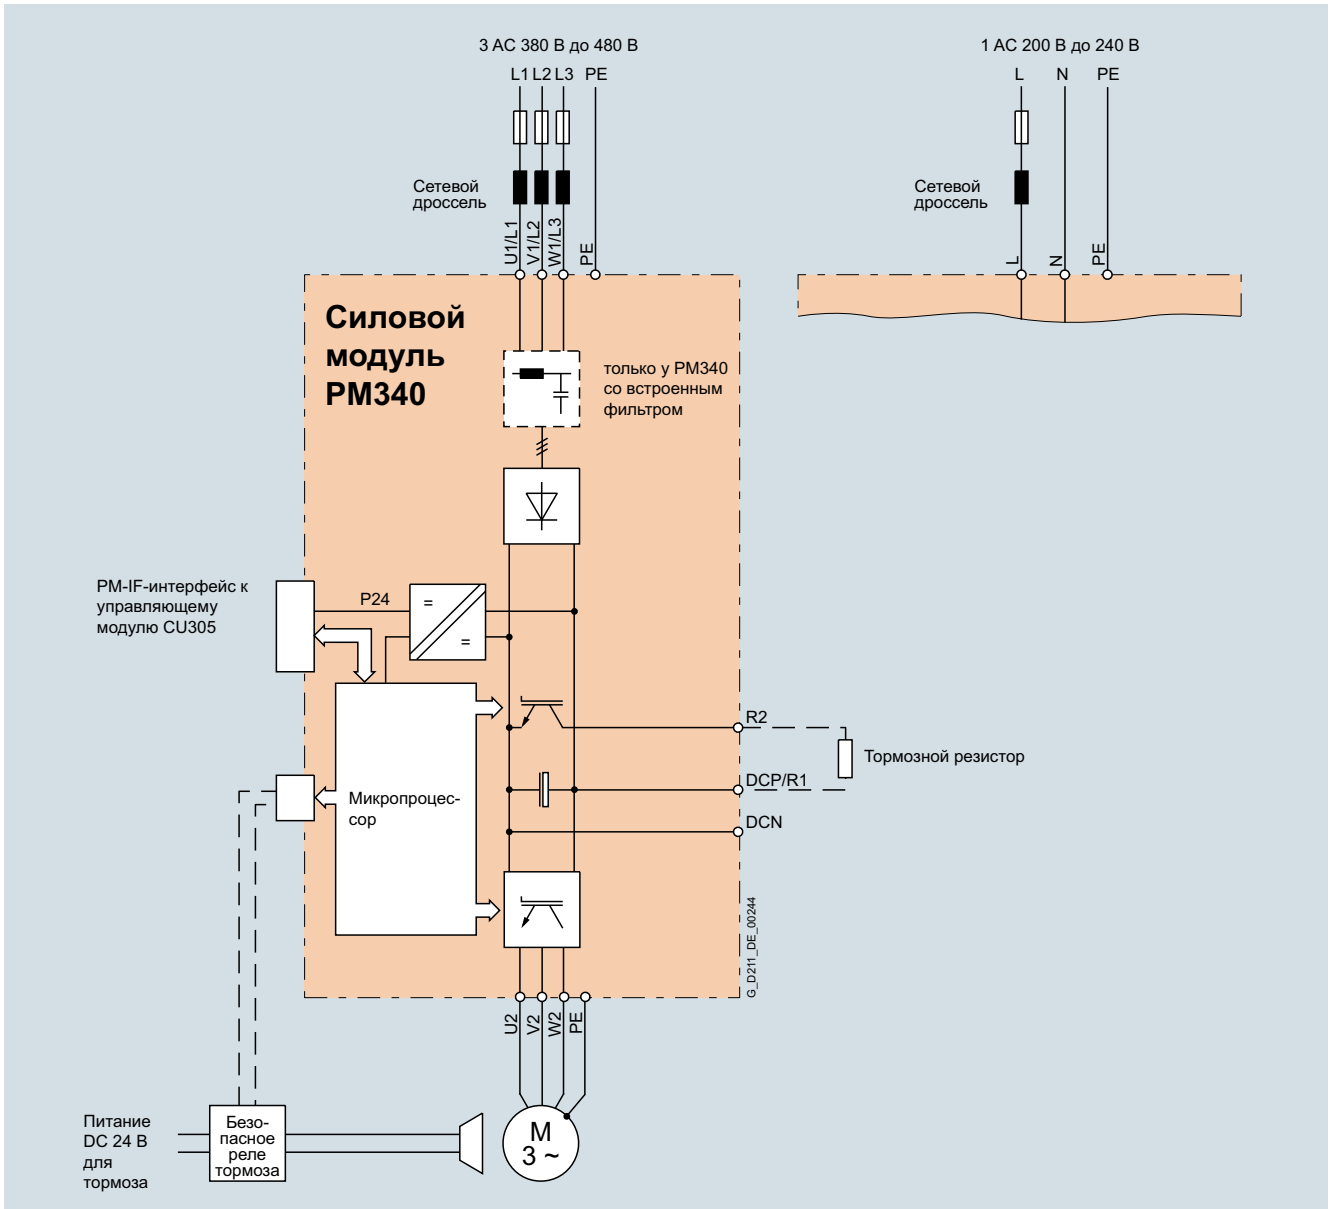 3 AC 380 В до 480 В
L1 L2 L3 PE
Сетевой
дроссель
U1/L1
V1/L2
W1/L3
PE
1 AC 200 В до 240 В
L N PE
Сетевой
дроссель
L
N
PE
Силовой
модуль
PM340
только у PM340
со встроенным
фильтром
PM-IF-интерфейс к
управляющему
модулю CU305
P24
=
=
R2
Тормозной резистор
DCP/R1
DCN
Микропроцес-
сор
G_D211_DE_00244
U2
V2
W2
PE
Питание
DC 24 В
для
тормоза
Безо-
пасное
реле
тормоза
M
3 ~